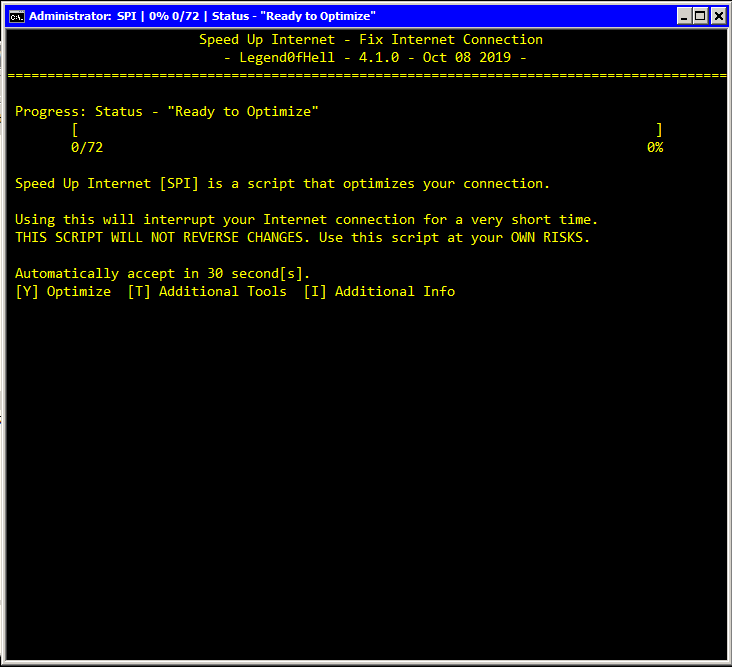 Administrator: SPI | 0% 0/72 | Status - "Ready to Optimize"
Speed Up Internet - Fix Internet Connection
- Legend0fHell - 4.1.0 - Oct 08 2019 -
==========================================================================================
Progress: Status - "Ready to Optimize"
[ ]
0/72 0%
Speed Up Internet [SPI] is a script that optimizes your connection.
Using this will interrupt your Internet connection for a very short time.
THIS SCRIPT WILL NOT REVERSE CHANGES. Use this script at your OWN RISKS.
Automatically accept in 30 second[s].
[Y] Optimize [T] Additional Tools [I] Additional Info